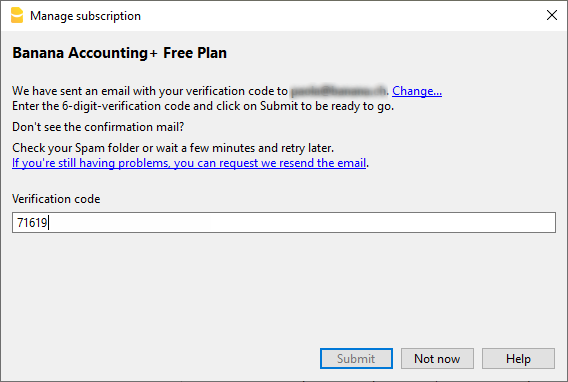 Manage subscription
Banana Accounting+ Free Plan
We have sent an email with your verification code to Change...
Enter the 6-digit-verification code and click on Submit to be ready to go.
Don't see the confirmation mail?
Check your Spam folder or wait a few minutes and retry later.
If you're still having problems, you can request we resend the email.
Verification code
71619
Submit
Not now
Help